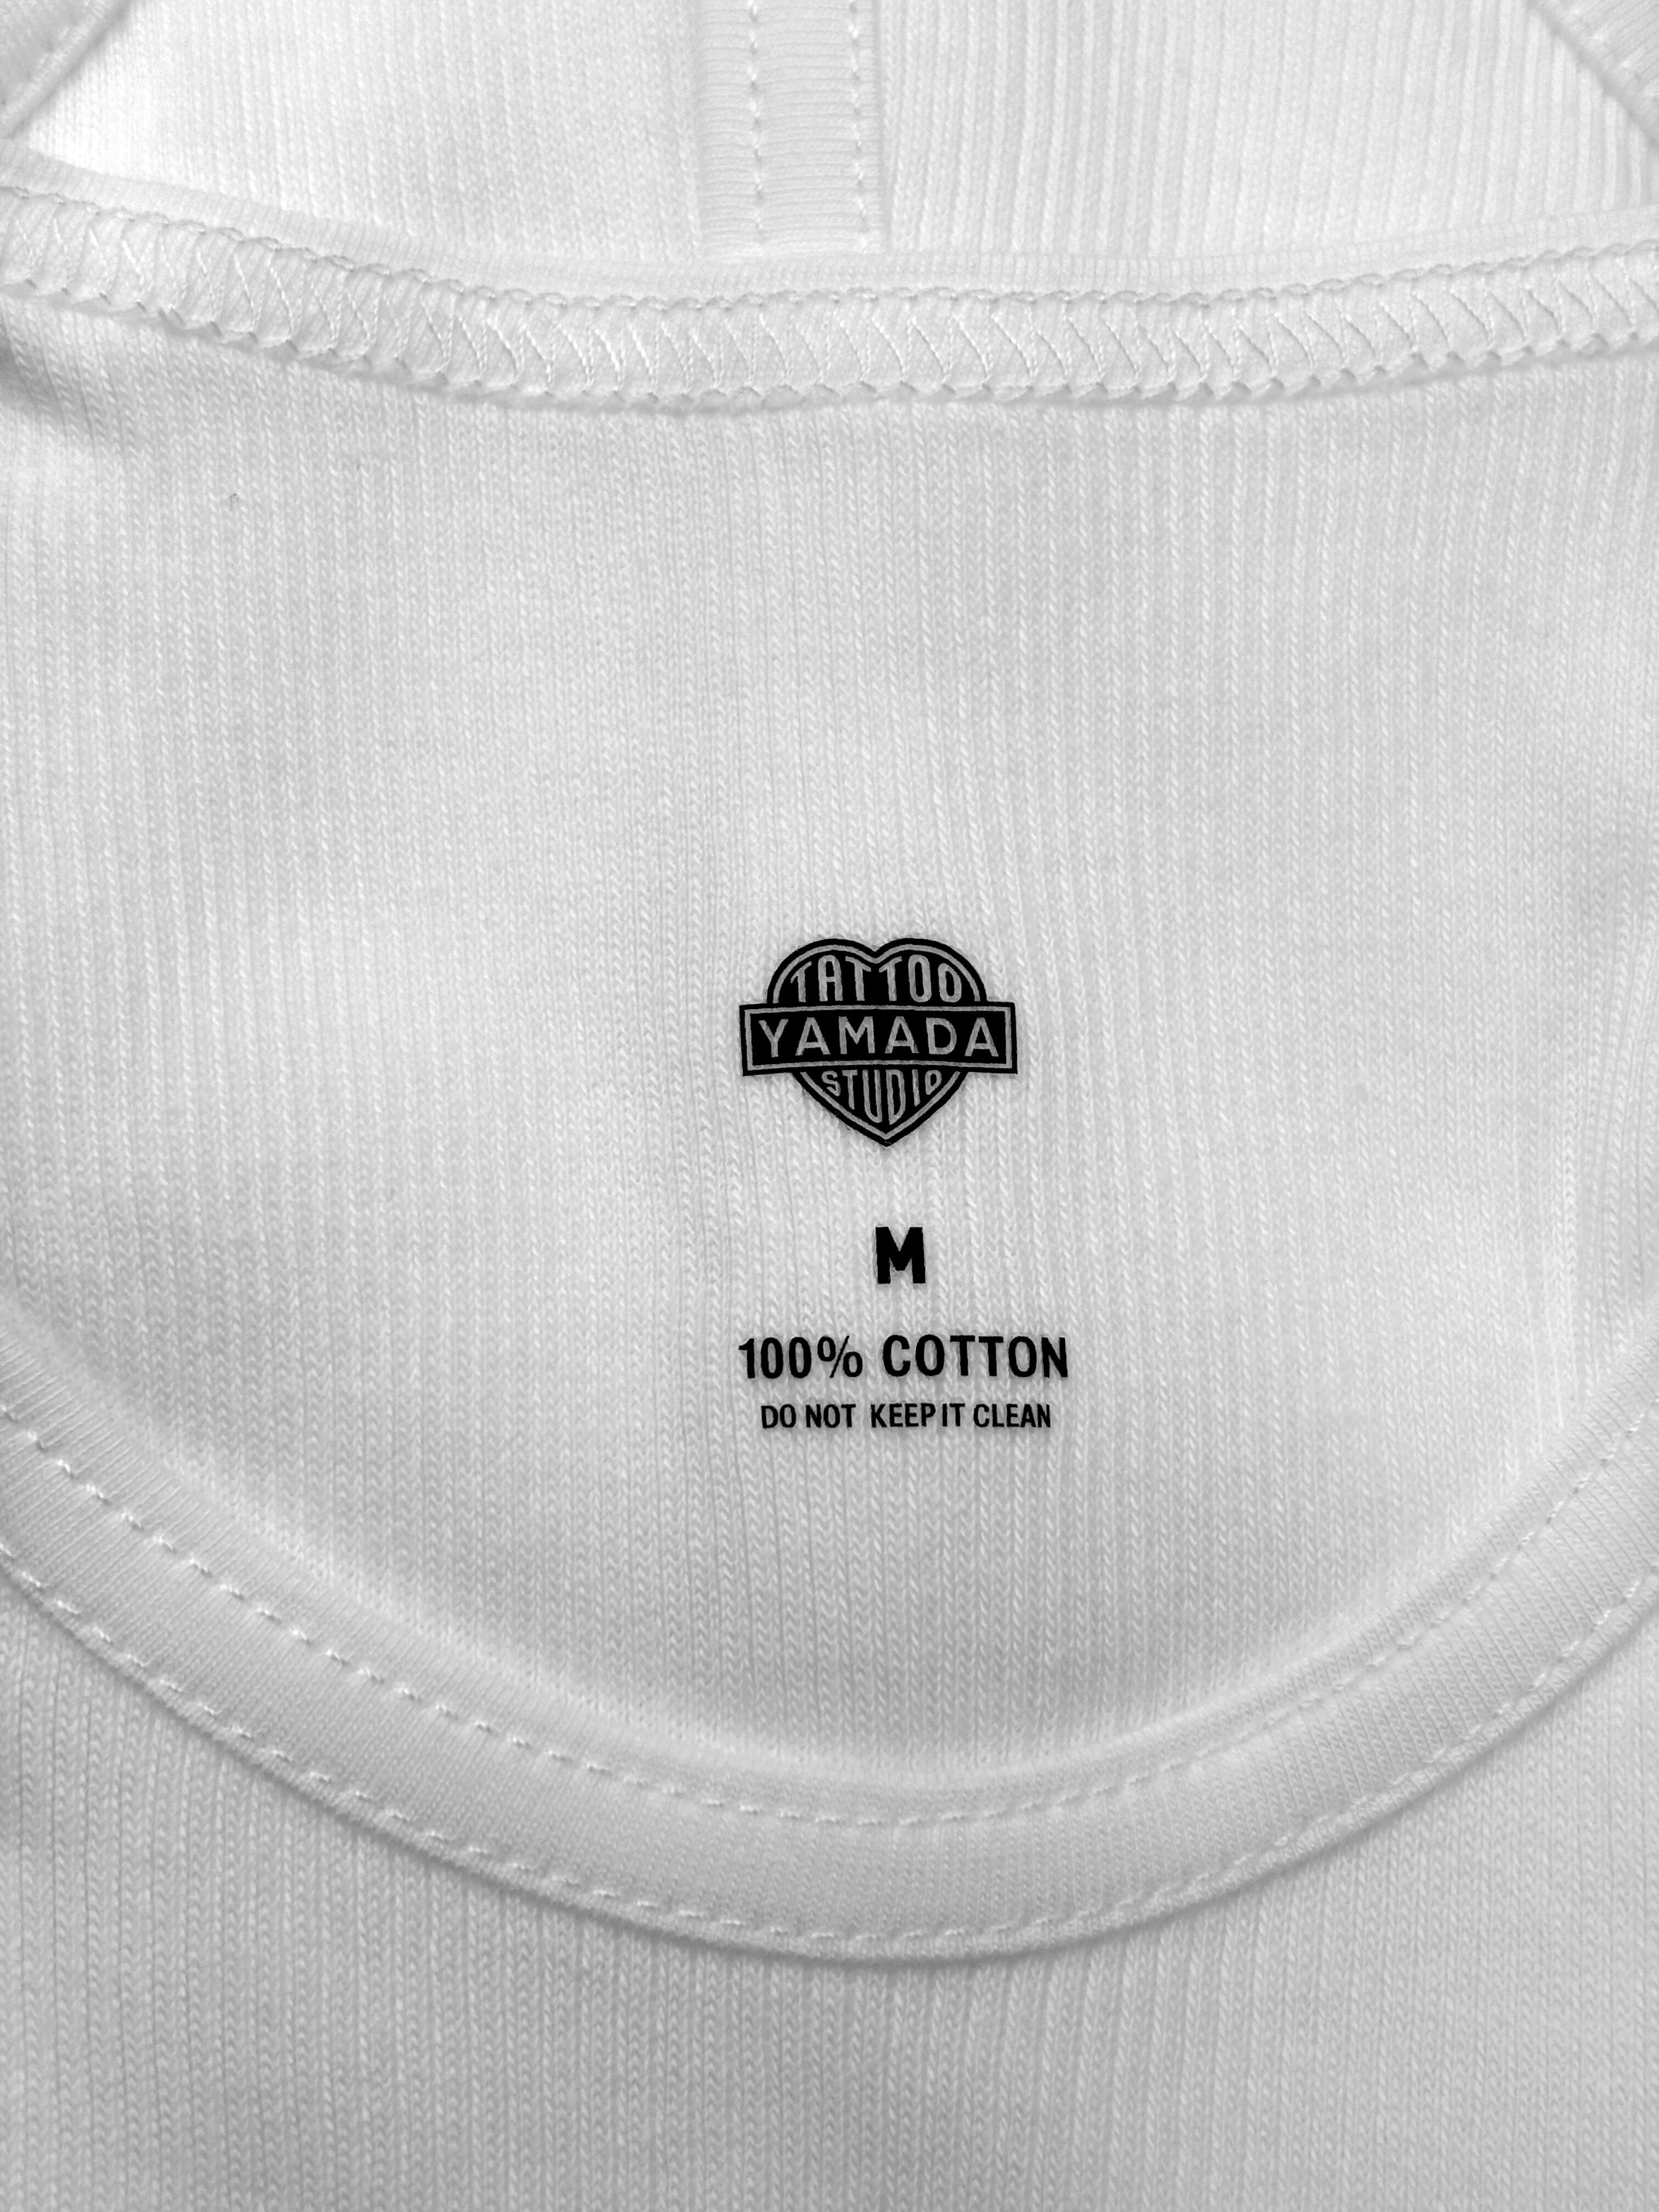 TATTOO
YAMADA
STUDIO
M
100% COTTON
DO NOT KEEP IT CLEAN